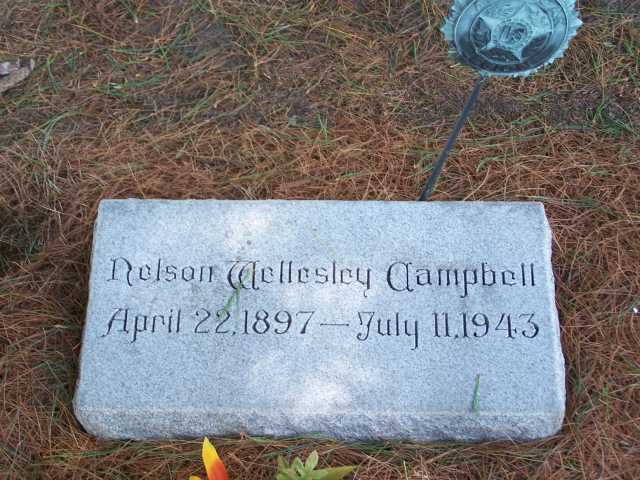 Nelson Wellesley Campbell
April 22, 1897 — July 11, 1943